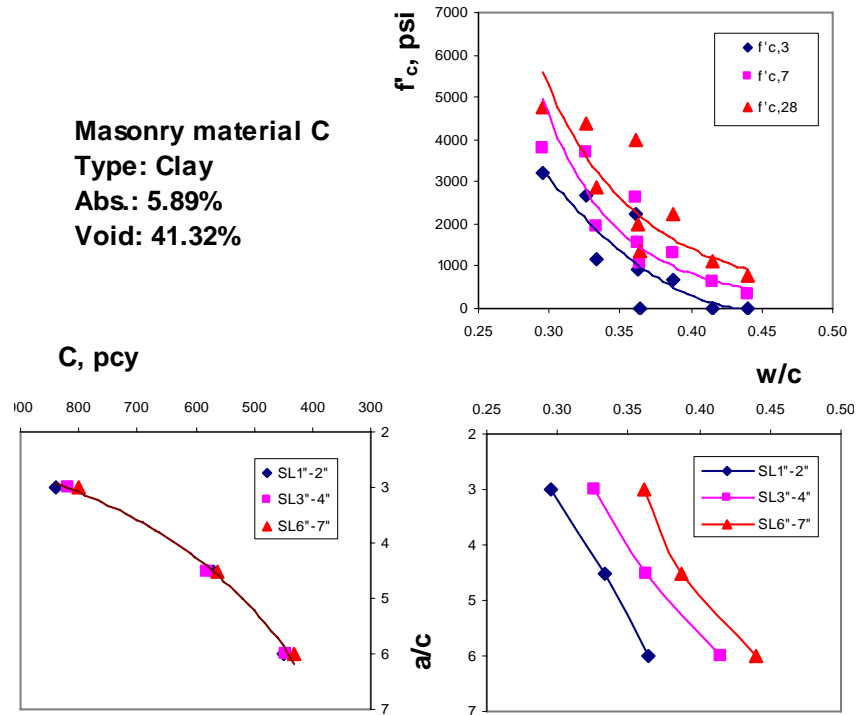 Masonry material C
Type: Clay
Abs.: 5.89%
Void: 41.32%
f'c, psi
7000
6000
5000
4000
3000
2000
1000
0
0.25 0.30 0.35 0.40 0.45 0.50
w/c
f'c,3
f'c,7
f'c,28
C, pcy
800 700 600 500 400 300
2
3
4
5
6
7
a/c
SL1"-2"
SL3"-4"
SL6"-7"
0.25 0.30 0.35 0.40 0.45 0.50
2
3
4
5
6
7
SL1"-2"
SL3"-4"
SL6"-7"